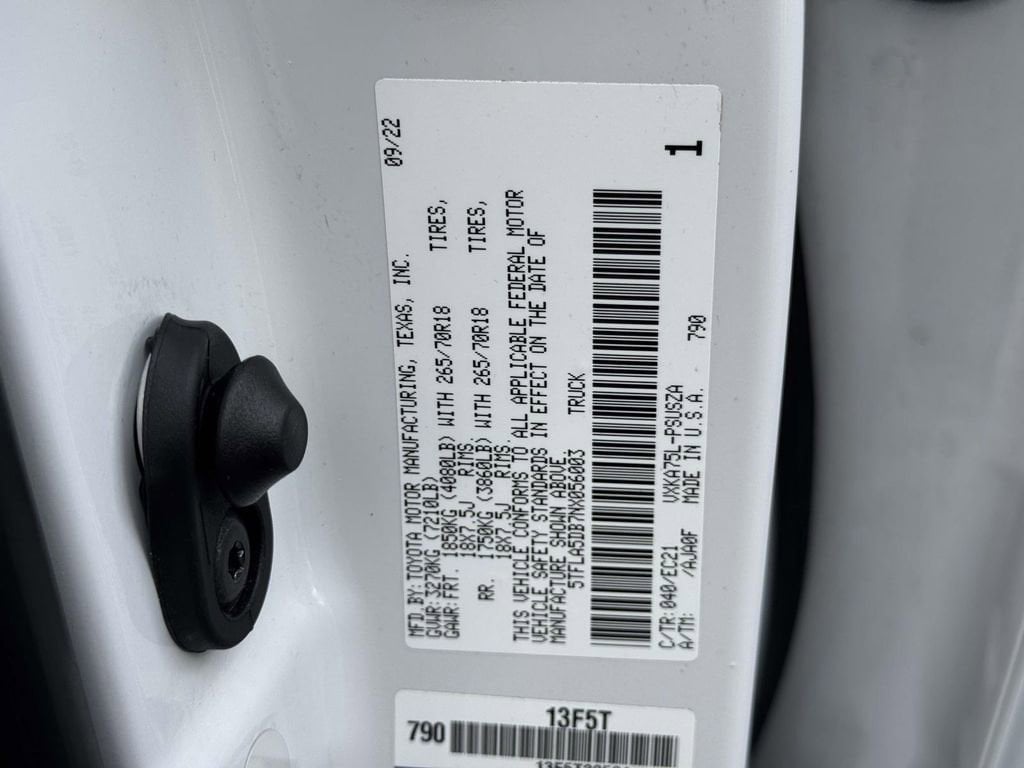 09/22
MFD BY: TOYOTA MOTOR MANUFACTURING, TEXAS, INC.
GVWR: 3270KG (7210LB)
GAWR: FRT. 1850KG (4080LB) WITH 265/70R18 TIRES,
18X7.5J RIMS,
RR. 1750KG (3860LB) WITH 265/70R18 TIRES,
18X7.5J RIMS.
THIS VEHICLE CONFORMS TO ALL APPLICABLE FEDERAL MOTOR
VEHICLE SAFETY STANDARDS IN EFFECT ON THE DATE OF
MANUFACTURE SHOWN ABOVE.
5TFLA5DB7NX056003 TRUCK
C/TR: 040/EC21 VXKA75L-PSUSZA
A/TM: /AJA0F MADE IN U.S.A. 790
1
13F5T
790